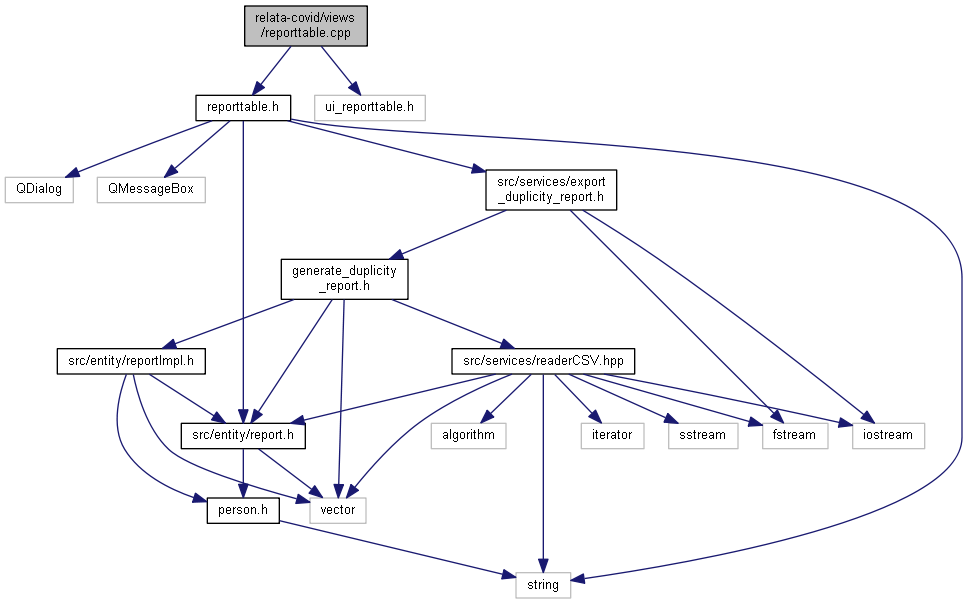 relata-covid/views
/reporttable.cpp
reporttable.h
ui_reporttable.h
QDialog
QMessageBox
src/services/export
_duplicity_report.h
generate_duplicity
_report.h
src/entity/reportImpl.h
src/services/readerCSV.hpp
src/entity/report.h
algorithm
iterator
sstream
fstream
iostream
person.h
vector
string